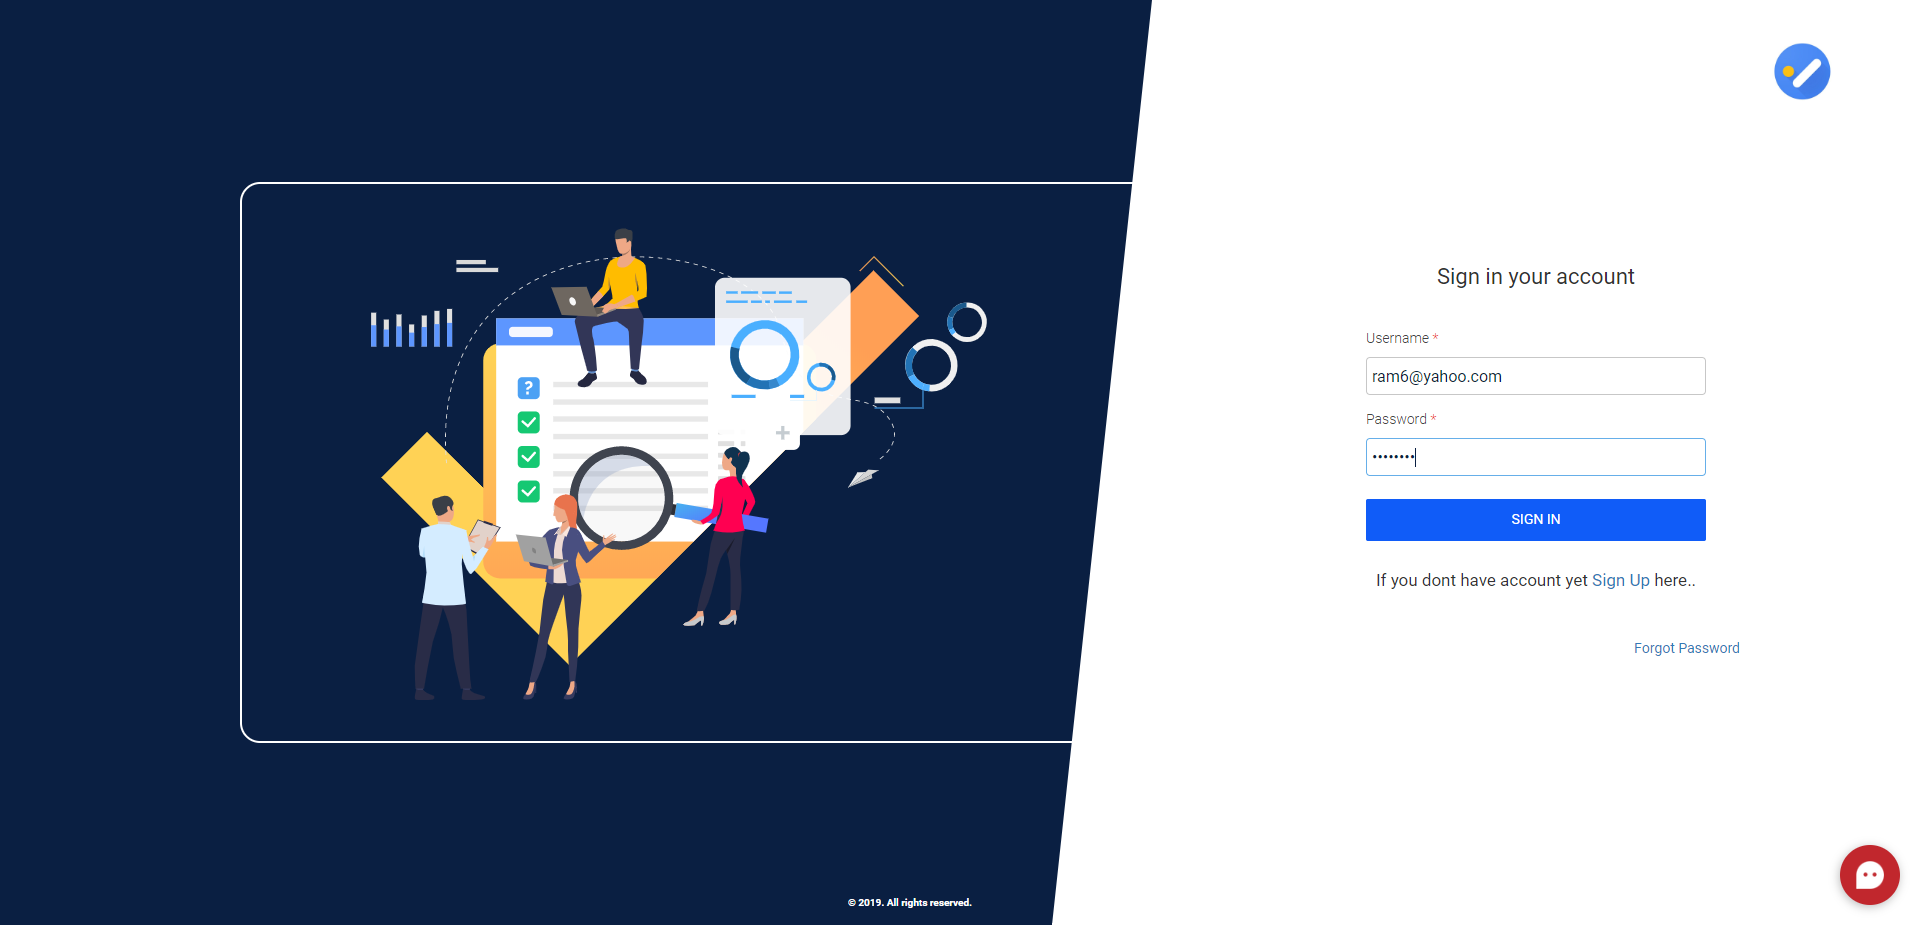 Sign in your account
Username *
ram6@yahoo.com
Password *
••••••••
SIGN IN
If you dont have account yet Sign Up here..
Forgot Password
?
© 2019. All rights reserved.